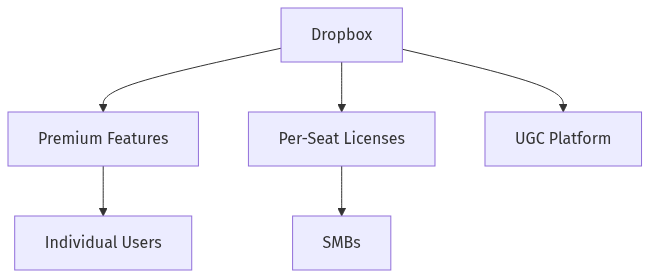 Dropbox
Premium Features
Per-Seat Licenses
UGC Platform
Individual Users
SMBs